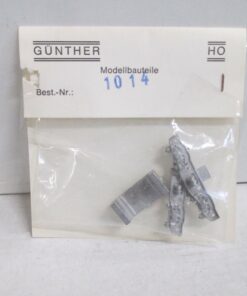 GÜNTHER HO
Modellbauteile
1014
Best.-Nr.: